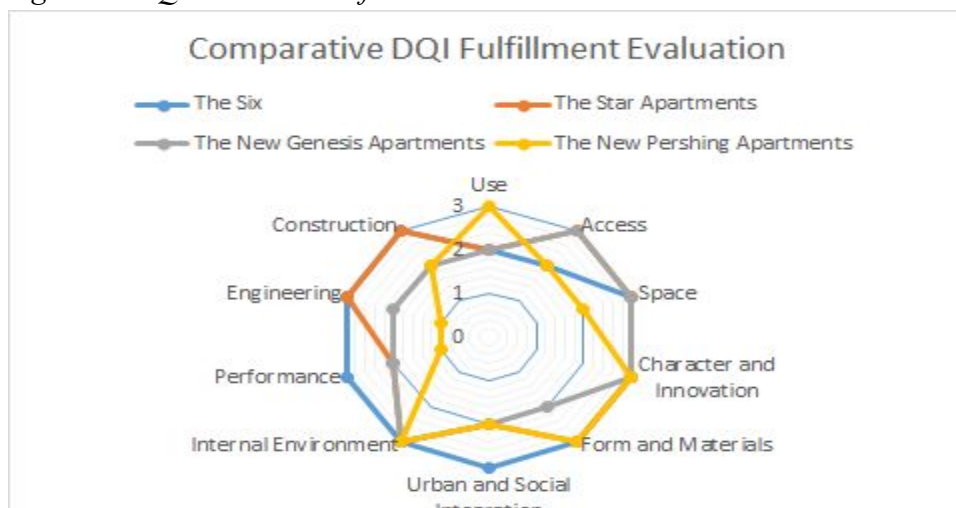 Comparative DQI Fulfillment Evaluation
The Six
The Star Apartments
The New Genesis Apartments
The New Pershing Apartments
Use
3
Construction
Access
2
Engineering
1
Space
0
Performance
Character and
Innovation
Internal Environment
Form and Materials
Urban and Social